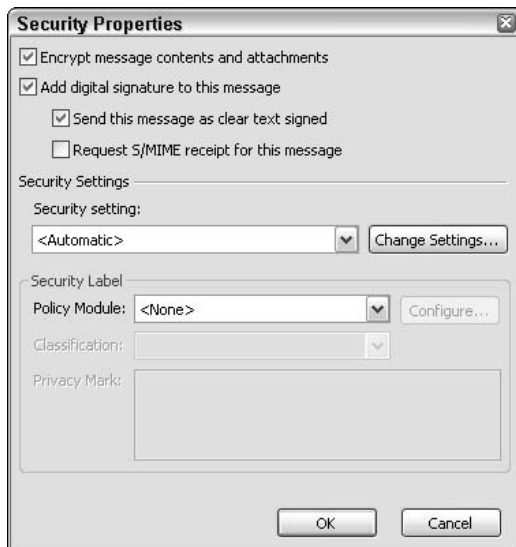 Security Properties
Encrypt message contents and attachments
Add digital signature to this message
Send this message as clear text signed
Request S/MIME receipt for this message
Security Settings
Security setting:
<Automatic>
Change Settings...
Security Label
Policy Module:
<None>
Configure...
Classification:
Privacy Mark:
OK
Cancel